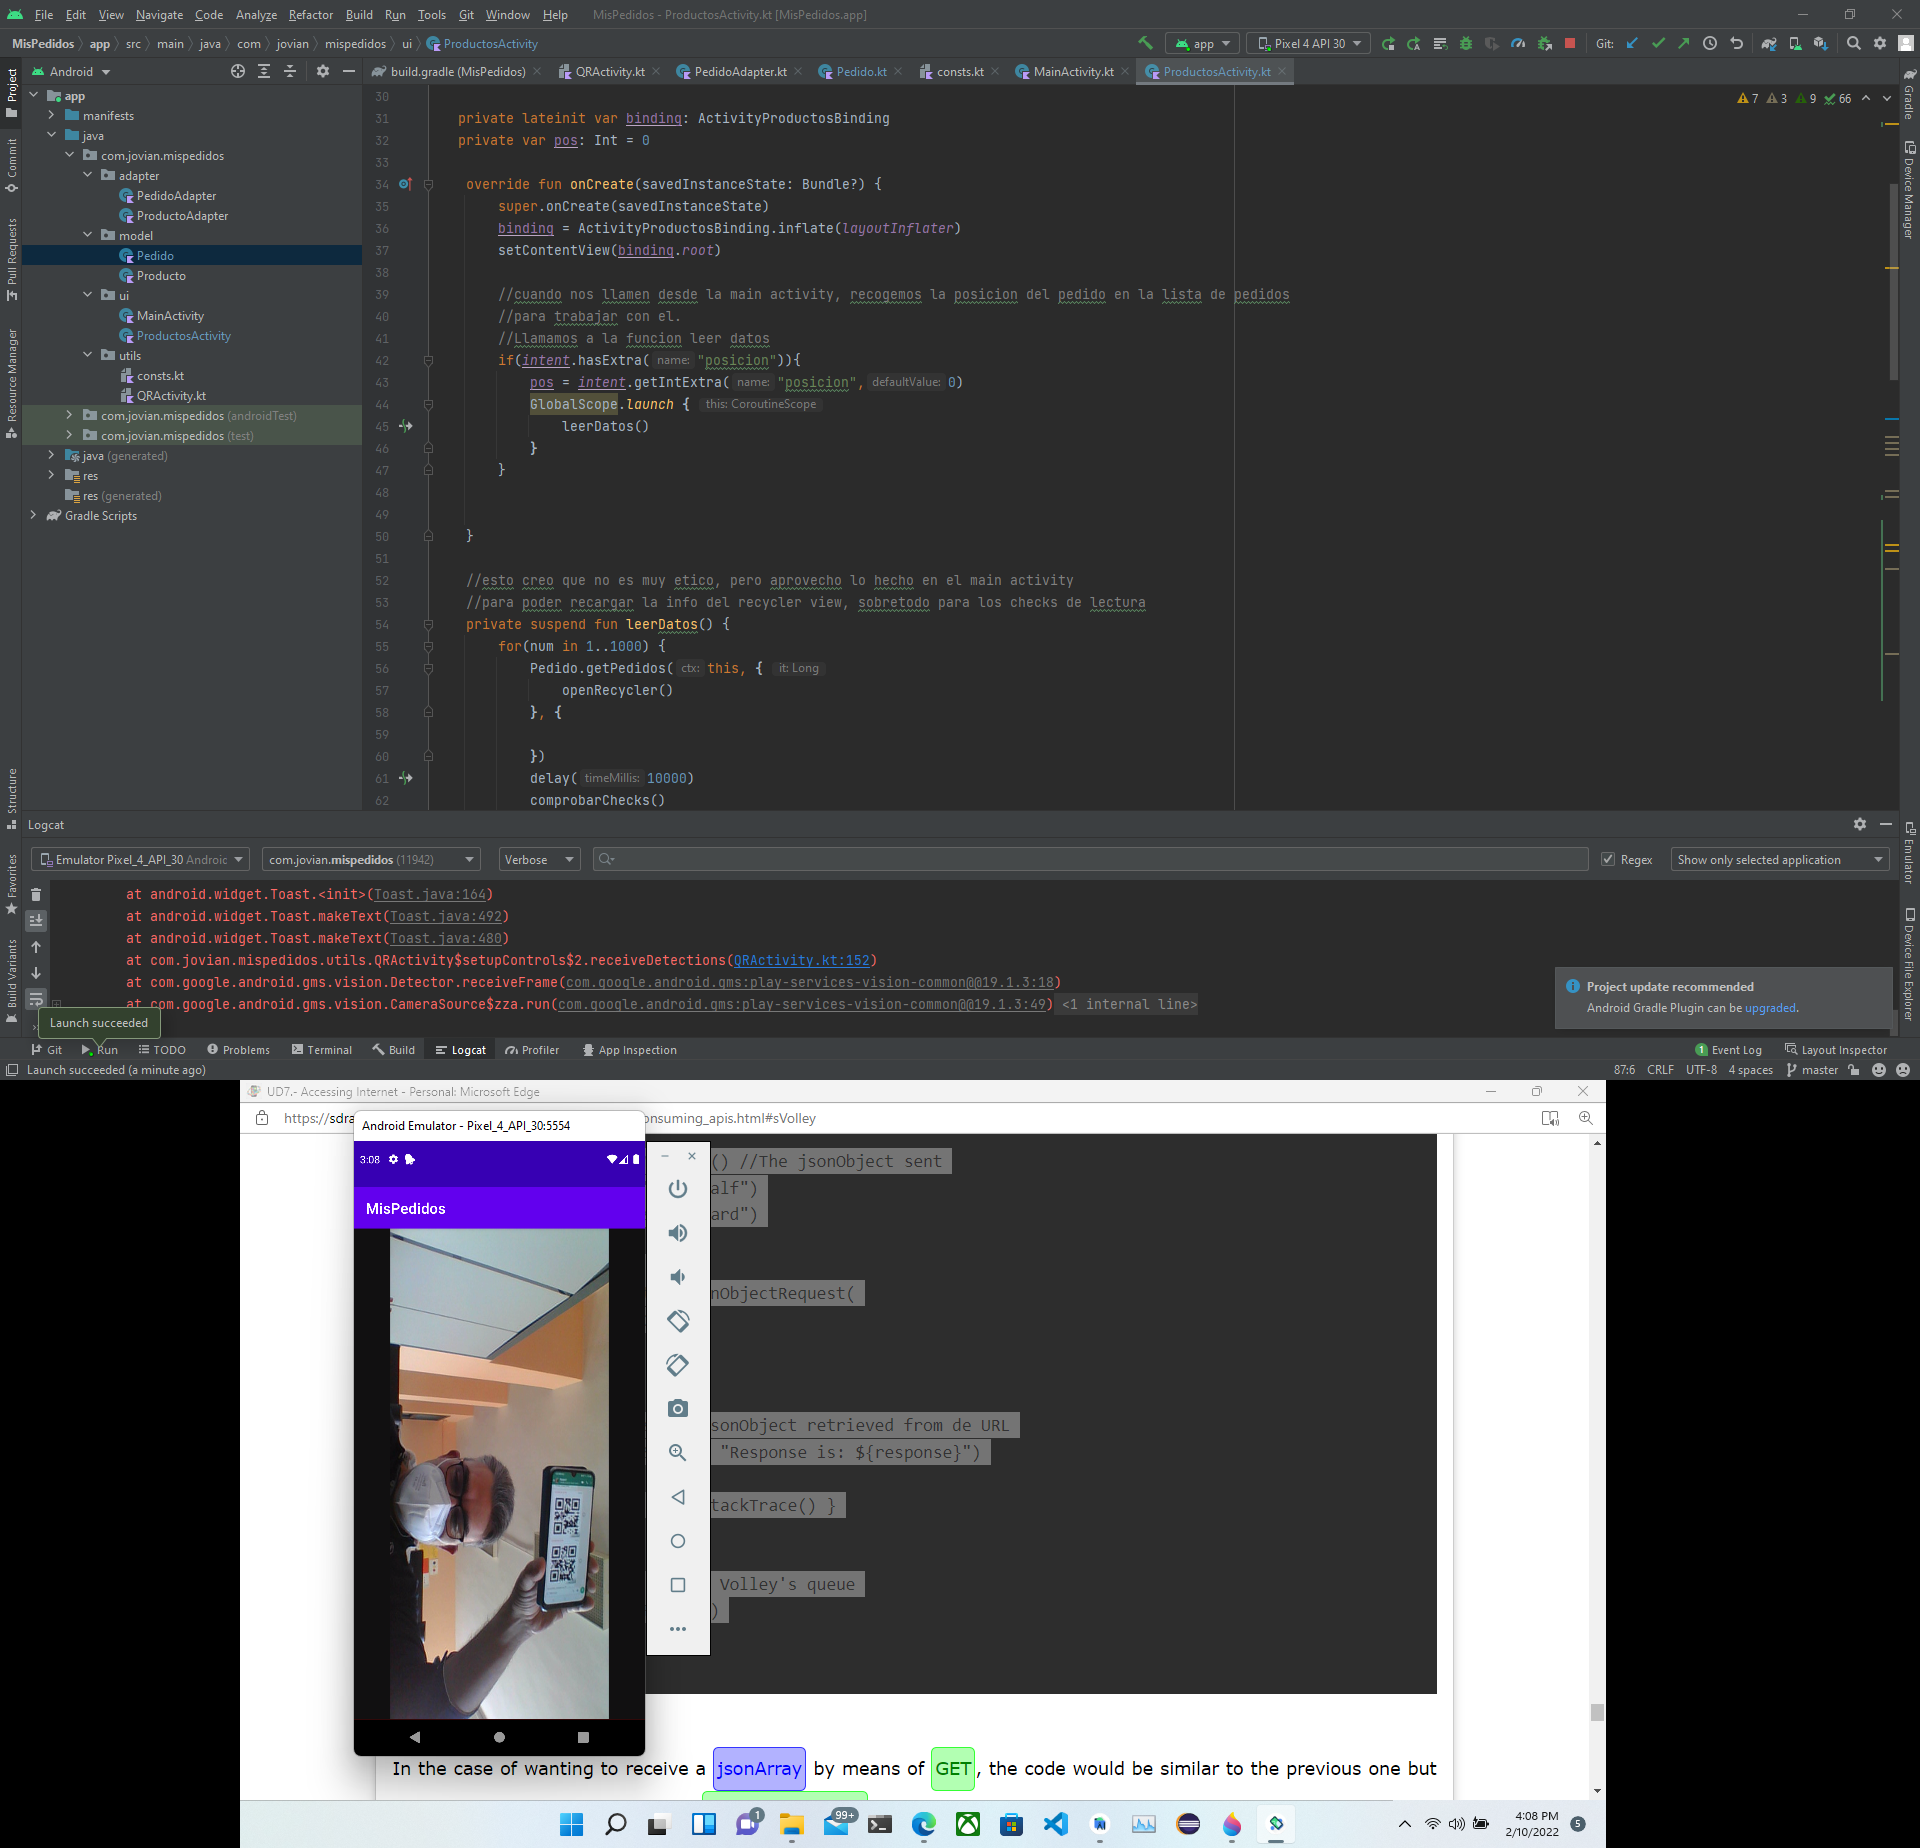 File Edit View Navigate Code Analyze Refactor Build Run Tools Git Window Help MisPedidos - ProductosActivity.kt [MisPedidos.app]
MisPedidos app src main java com jovian mispedidos ui ProductosActivity
app Pixel 4 API 30 Git:
Android
build.gradle (MisPedidos) QRActivity.kt PedidoAdapter.kt Pedido.kt consts.kt MainActivity.kt ProductosActivity.kt
Project
Commit
Pull Requests
Resource Manager
Structure
Favorites
Build Variants
app
manifests
java
com.jovian.mispedidos
adapter
PedidoAdapter
ProductoAdapter
model
Pedido
Producto
ui
MainActivity
ProductosActivity
utils
consts.kt
QRActivity.kt
com.jovian.mispedidos (androidTest)
com.jovian.mispedidos (test)
java (generated)
res
res (generated)
Gradle Scripts
7 3 9 66
30
31 private lateinit var binding: ActivityProductosBinding
32 private var pos: Int = 0
33
34 override fun onCreate(savedInstanceState: Bundle?) {
35 super.onCreate(savedInstanceState)
36 binding = ActivityProductosBinding.inflate(layoutInflater)
37 setContentView(binding.root)
38
39 //cuando nos llamen desde la main activity, recogemos la posicion del pedido en la lista de pedidos
40 //para trabajar con el.
41 //Llamamos a la funcion leer datos
42 if(intent.hasExtra( name: "posicion")){
43 pos = intent.getIntExtra( name: "posicion", defaultValue: 0)
44 GlobalScope.launch { this: CoroutineScope
45 leerDatos()
46 }
47 }
48
49
50 }
51
52 //esto creo que no es muy etico, pero aprovecho lo hecho en el main activity
53 //para poder recargar la info del recycler view, sobretodo para los checks de lectura
54 private suspend fun leerDatos() {
55 for(num in 1..1000) {
56 Pedido.getPedidos( ctx: this, { it: Long
57 openRecycler()
58 }, {
59
60 })
61 delay( timeMillis: 10000)
62 comprobarChecks()
Gradle
Device Manager
Emulator
Device File Explorer
Logcat
Emulator Pixel_4_API_30 Androic com.jovian.mispedidos (11942) Verbose Regex Show only selected application
at android.widget.Toast.<init>(Toast.java:164)
at android.widget.Toast.makeText(Toast.java:492)
at android.widget.Toast.makeText(Toast.java:480)
at com.jovian.mispedidos.utils.QRActivity$setupControls$2.receiveDetections(QRActivity.kt:152)
at com.google.android.gms.vision.Detector.receiveFrame(com.google.android.gms:play-services-vision-common@@19.1.3:18)
at com.google.android.gms.vision.CameraSource$zza.run(com.google.android.gms:play-services-vision-common@@19.1.3:49) <1 internal line>
Project update recommended
Android Gradle Plugin can be upgraded.
Launch succeeded
Git Run TODO Problems Terminal Build Logcat Profiler App Inspection 1 Event Log Layout Inspector
Launch succeeded (a minute ago) 87:6 CRLF UTF-8 4 spaces master
UD7.- Accessing Internet - Personal: Microsoft Edge
https://sdra onsuming_apis.html#sVolley
Android Emulator - Pixel_4_API_30:5554
3:08
MisPedidos
() //The jsonObject sent
alf")
ard")
nObjectRequest(
sonObject retrieved from de URL
"Response is: ${response}")
tackTrace() }
Volley's queue
)
In the case of wanting to receive a jsonArray by means of GET, the code would be similar to the previous one but
1 99+
4:08 PM
2/10/2022
5